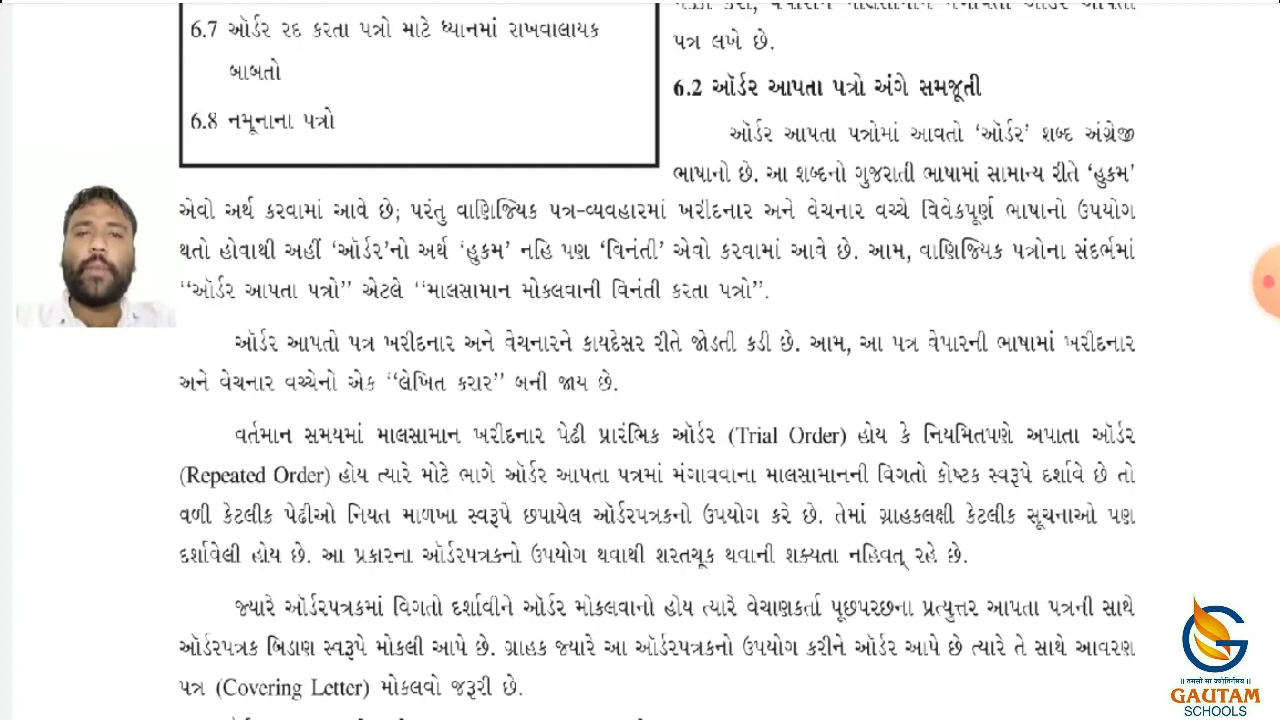 6.7 ઑર્ડર રદ કરતા પત્રો માટે ધ્યાનમાં રાખવાલાયક
બાબતો
6.8 નમૂનાના પત્રો
પત્ર લખે છે.
6.2 ઑર્ડર આપતા પત્રો અંગે સમજૂતી
ઑર્ડર આપતા પત્રોમાં આવતો ‘ઑર્ડર’ શબ્દ અંગ્રેજી
ભાષાનો છે. આ શબ્દનો ગુજરાતી ભાષામાં સામાન્ય રીતે ‘હુકમ’
એવો અર્થ કરવામાં આવે છે; પરંતુ વાણિજ્યિક પત્ર-વ્યવહારમાં ખરીદનાર અને વેચનાર વચ્ચે વિવેકપૂર્ણ ભાષાનો ઉપયોગ
થતો હોવાથી અહીં ‘ઑર્ડર’નો અર્થ ‘હુકમ’ નહિ પણ ‘વિનંતી’ એવો કરવામાં આવે છે. આમ, વાણિજ્યિક પત્રોના સંદર્ભમાં
‘‘ઑર્ડર આપતા પત્રો’’ એટલે ‘‘માલસામાન મોકલવાની વિનંતી કરતા પત્રો’’.
ઑર્ડર આપતો પત્ર ખરીદનાર અને વેચનારને કાયદેસર રીતે જોડતી કડી છે. આમ, આ પત્ર વેપારની ભાષામાં ખરીદનાર
અને વેચનાર વચ્ચેનો એક ‘‘લેખિત કરાર’’ બની જાય છે.
વર્તમાન સમયમાં માલસામાન ખરીદનાર પેઢી પ્રારંભિક ઑર્ડર (Trial Order) હોય કે નિયમિતપણે અપાતા ઑર્ડર
(Repeated Order) હોય ત્યારે મોટે ભાગે ઑર્ડર આપતા પત્રમાં મંગાવવાના માલસામાનની વિગતો કોષ્ટક સ્વરૂપે દર્શાવે છે તો
વળી કેટલીક પેઢીઓ નિયત માળખા સ્વરૂપે છપાયેલ ઑર્ડરપત્રકનો ઉપયોગ કરે છે. તેમાં ગ્રાહકલક્ષી કેટલીક સૂચનાઓ પણ
દર્શાવેલી હોય છે. આ પ્રકારના ઑર્ડરપત્રકનો ઉપયોગ થવાથી શરતચૂક થવાની શક્યતા નહિવત્ રહે છે.
જ્યારે ઑર્ડરપત્રકમાં વિગતો દર્શાવીને ઑર્ડર મોકલવાનો હોય ત્યારે વેચાણકર્તા પૂછપરછના પ્રત્યુત્તર આપતા પત્રની સાથે
ઑર્ડરપત્રક બિડાણ સ્વરૂપે મોકલી આપે છે. ગ્રાહક જ્યારે આ ઑર્ડરપત્રકનો ઉપયોગ કરીને ઑર્ડર આપે છે ત્યારે તે સાથે આવરણ
પત્ર (Covering Letter) મોકલવો જરૂરી છે.
॥ तमसो मा ज्योतिर्गमय ॥
GAUTAM
SCHOOLS